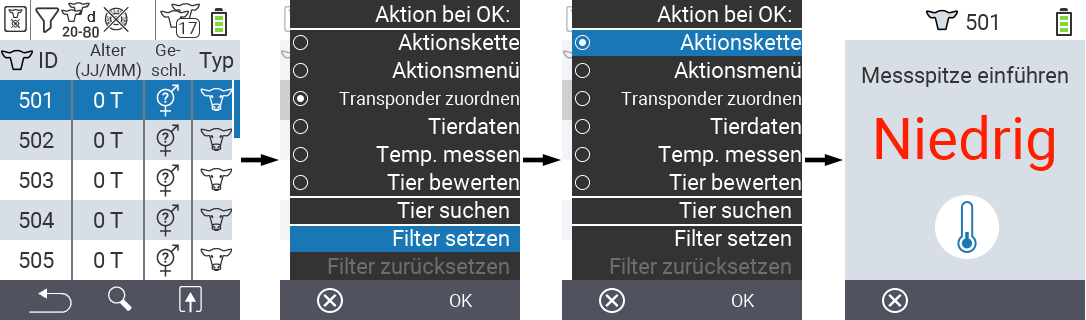 d
20-80
17
ID
Alter
(JJ/MM)
Ge-
schl.
Typ
501 0 T
502 0 T
503 0 T
504 0 T
505 0 T
Aktion bei OK:
Aktionskette
Aktionsmenü
Transponder zuordnen
Tierdaten
Temp. messen
Tier bewerten
Tier suchen
Filter setzen
Filter zurücksetzen
OK
Aktion bei OK:
Aktionskette
Aktionsmenü
Transponder zuordnen
Tierdaten
Temp. messen
Tier bewerten
Tier suchen
Filter setzen
Filter zurücksetzen
OK
501
Messspitze einführen
Niedrig